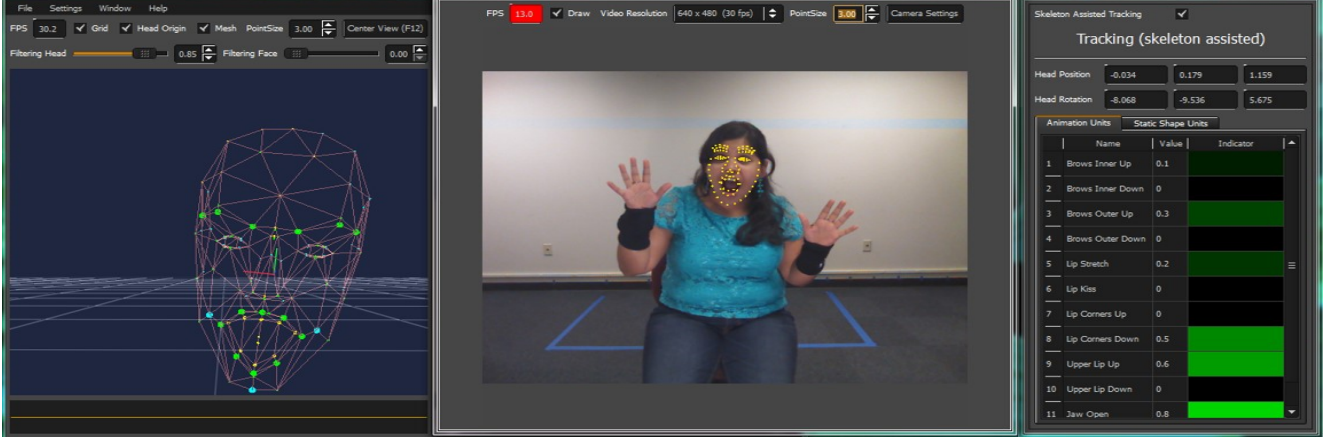 File Settings Window Help
FPS 30.2 Grid Head Origin Mesh PointSize 3.00 Center View (F12)
Filtering Head 0.85 Filtering Face 0.00
FPS 13.0 Draw Video Resolution 640 x 480 (30 fps) PointSize 3.00 Camera Settings
Skeleton Assisted Tracking
Tracking (skeleton assisted)
Head Position -0.034 0.179 1.159
Head Rotation -8.068 -9.536 5.675
Animation Units Static Shape Units
Name Value Indicator
1 Brows Inner Up 0.1
2 Brows Inner Down 0
3 Brows Outer Up 0.3
4 Brows Outer Down 0
5 Lip Stretch 0.2
6 Lip Kiss 0
7 Lip Corners Up 0
8 Lip Corners Down 0.5
9 Upper Lip Up 0.6
10 Upper Lip Down 0
11 Jaw Open 0.8